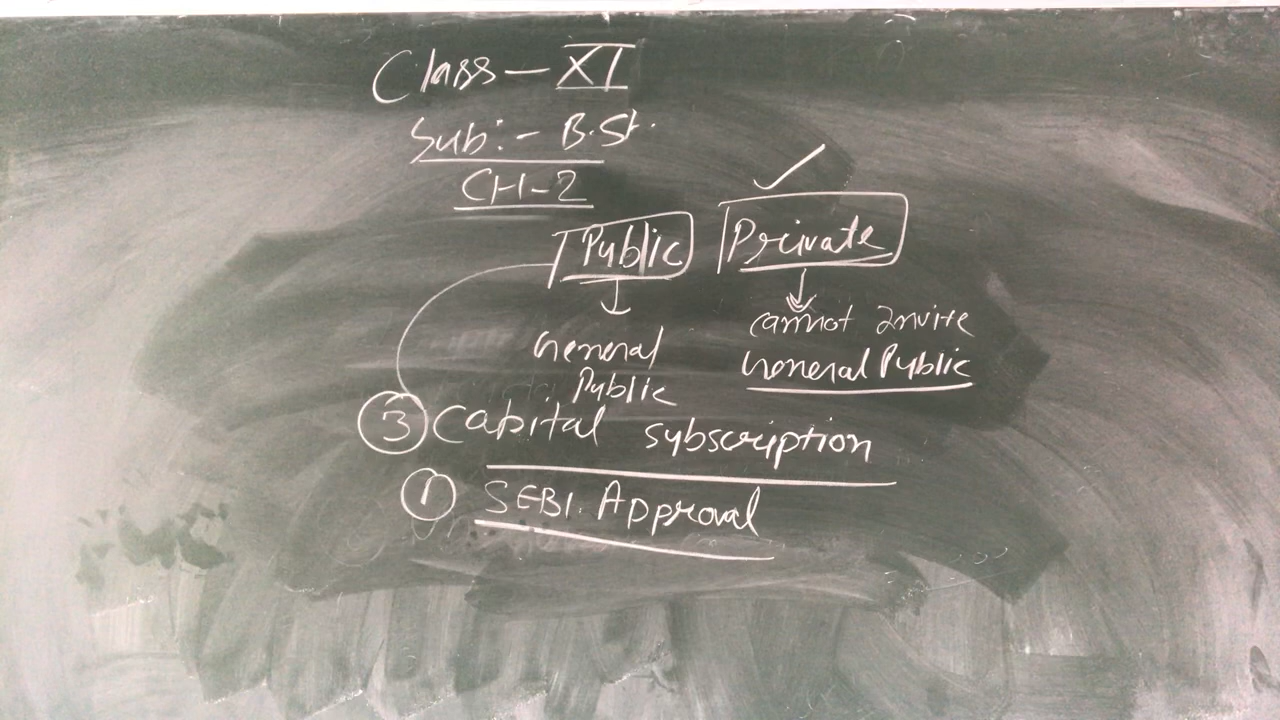 Class - XI
Sub:- B.St.
CH-2
Public Private
General Public
cannot invite
General Public
③ Capital subscription
① SEBI. Approval